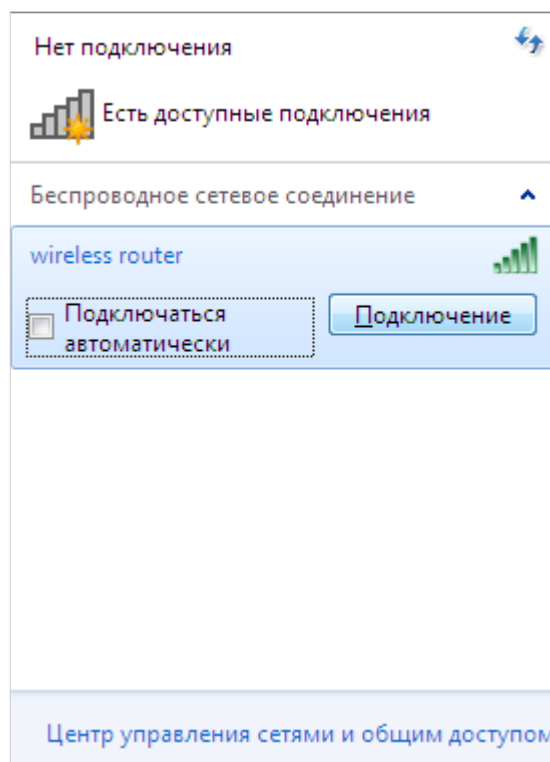 Нет подключения
Есть доступные подключения
Беспроводное сетевое соединение
wireless router
Подключаться
автоматически
Подключение
Центр управления сетями и общим доступом